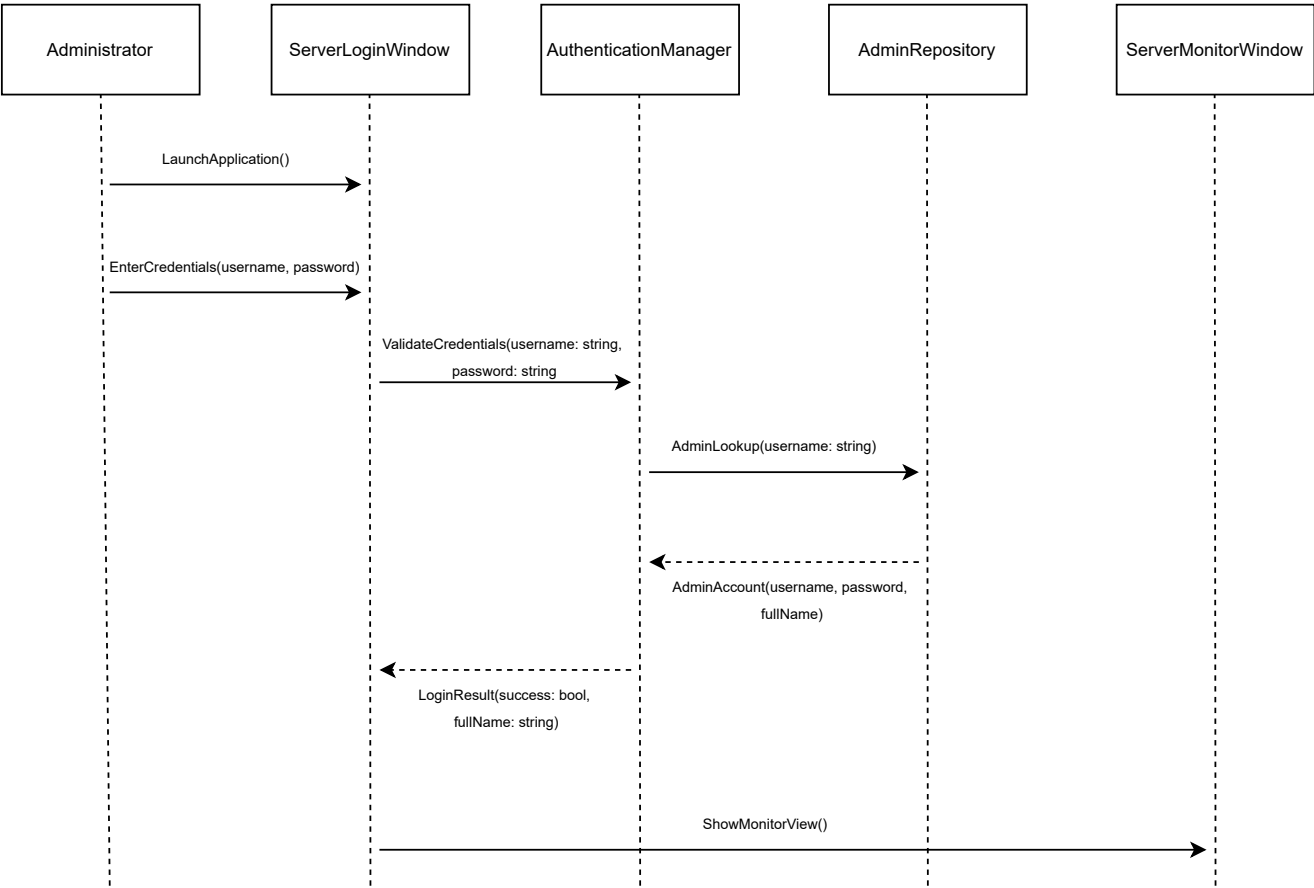 Administrator
ServerLoginWindow
AuthenticationManager
AdminRepository
ServerMonitorWindow
LaunchApplication()
EnterCredentials(username, password)
ValidateCredentials(username: string,
password: string
AdminLookup(username: string)
AdminAccount(username, password,
fullName)
LoginResult(success: bool,
fullName: string)
ShowMonitorView()